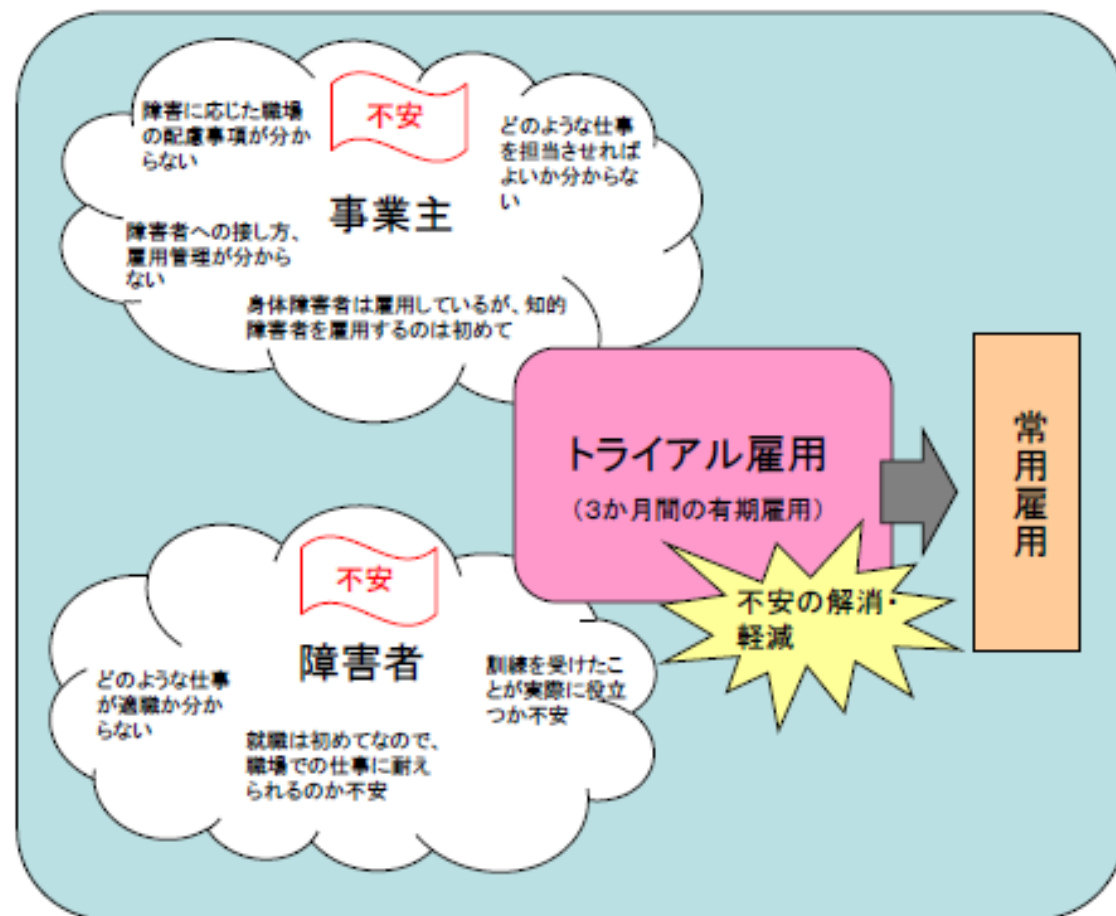 不安
事業主
障害に応じた職場
の配慮事項が分か
らない
どのような仕事
を担当させれば
よいか分からな
い
障害者への接し方、
雇用管理が分から
ない
身体障害者は雇用しているが、知的
障害者を雇用するのは初めて
トライアル雇用
（3か月間の有期雇用）
常用雇用
不安の解消・
軽減
不安
障害者
どのような仕事
が適職か分か
らない
訓練を受けたこ
とが実際に役立
つか不安
就職は初めてなので、
職場での仕事に耐え
られるのか不安